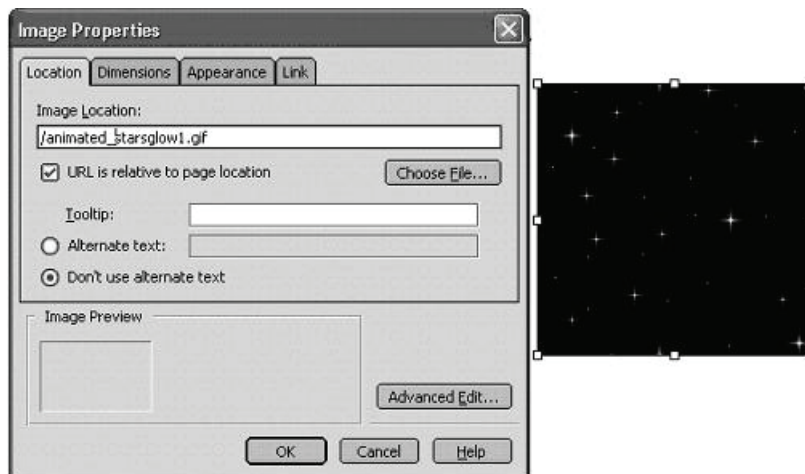 Image Properties
Location Dimensions Appearance Link
Image Location:
/animated_starsglow1.gif
URL is relative to page location
Choose File...
Tooltip:
Alternate text:
Don't use alternate text
Image Preview
Advanced Edit...
OK Cancel Help